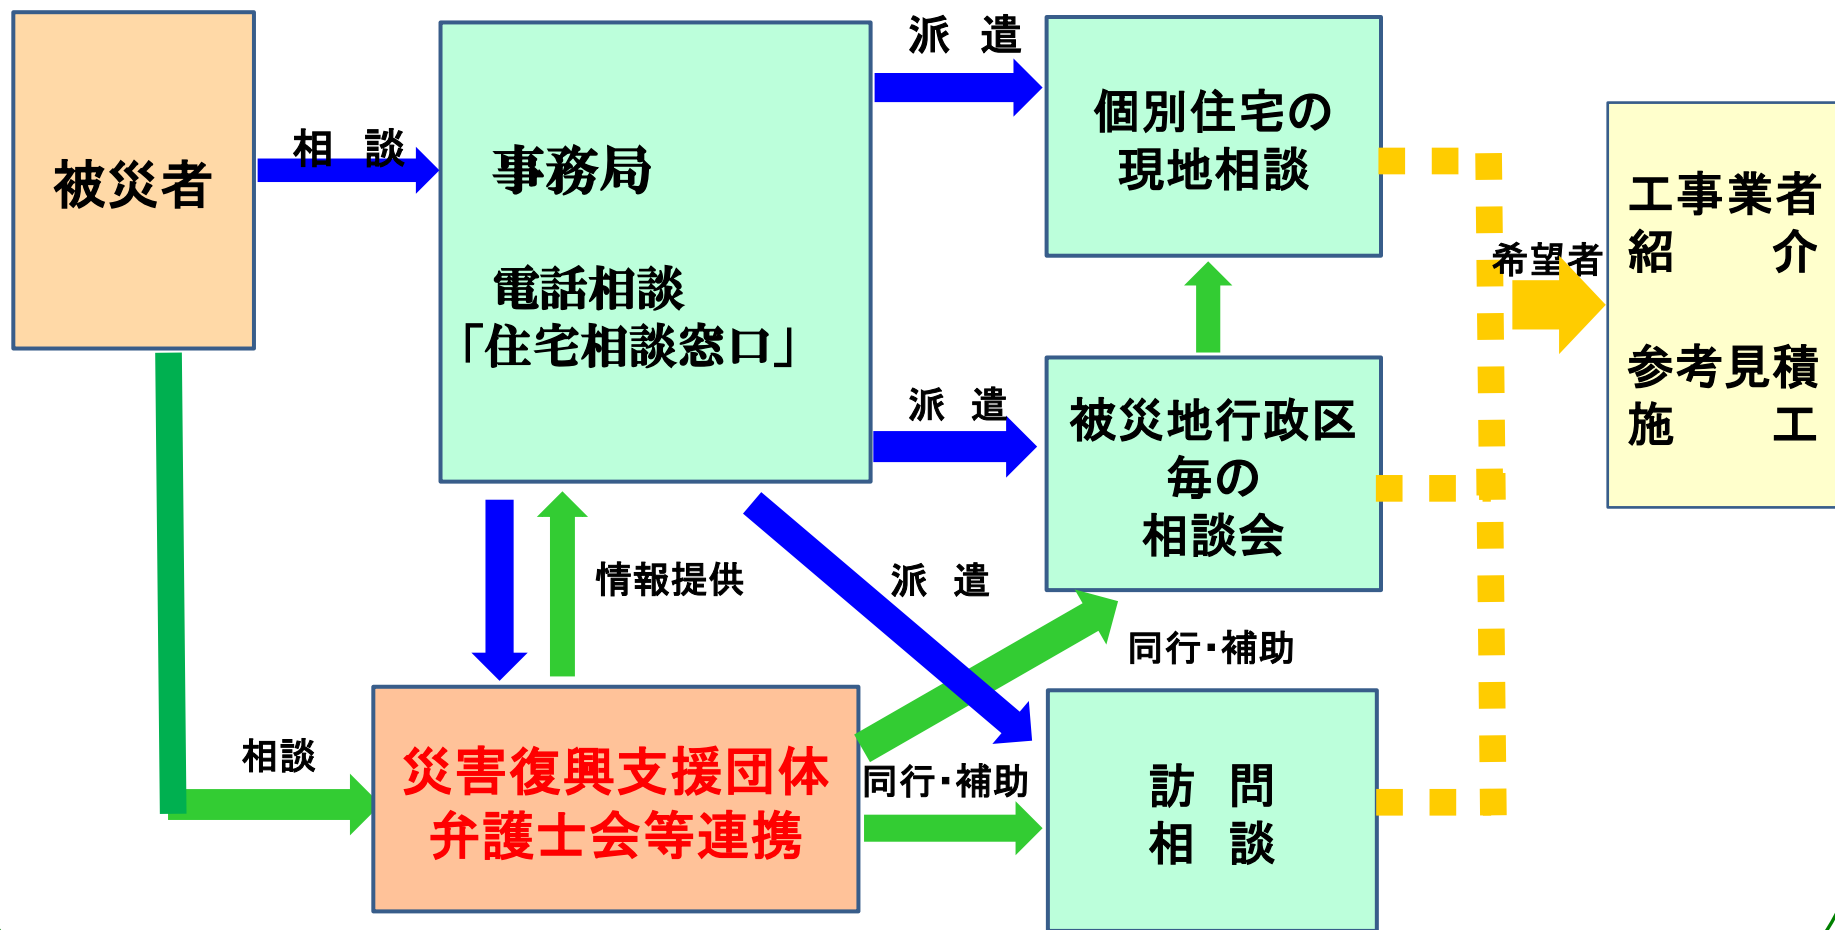 被災者
相　談
事務局
電話相談
「住宅相談窓口」
派　遣
個別住宅の
現地相談
派　遣
被災地行政区
毎の
相談会
希望者
工事業者
紹　　介
参考見積
施　　工
情報提供
派　遣
同行・補助
相談
災害復興支援団体
弁護士会等連携
同行・補助
訪　問
相　談